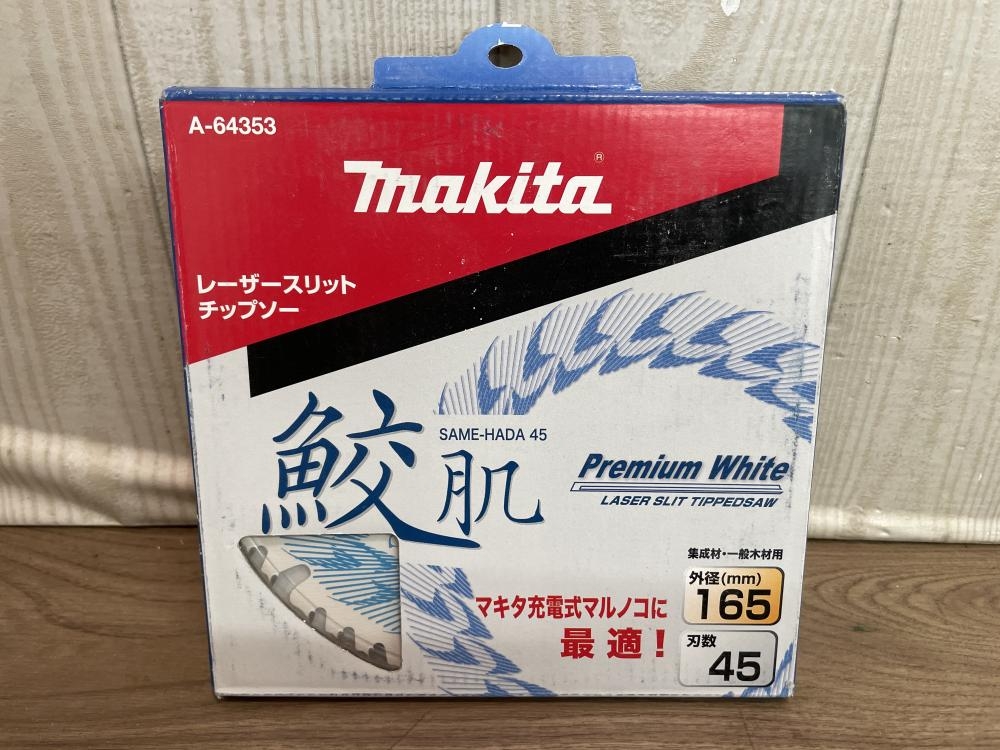 A-64353
makita®
レーザースリット
チップソー
鮫肌
SAME-HADA 45
Premium White
LASER SLIT TIPPEDSAW
集成材・一般木材用
外径(mm)
165
マキタ充電式マルノコに
最適!
刃数
45